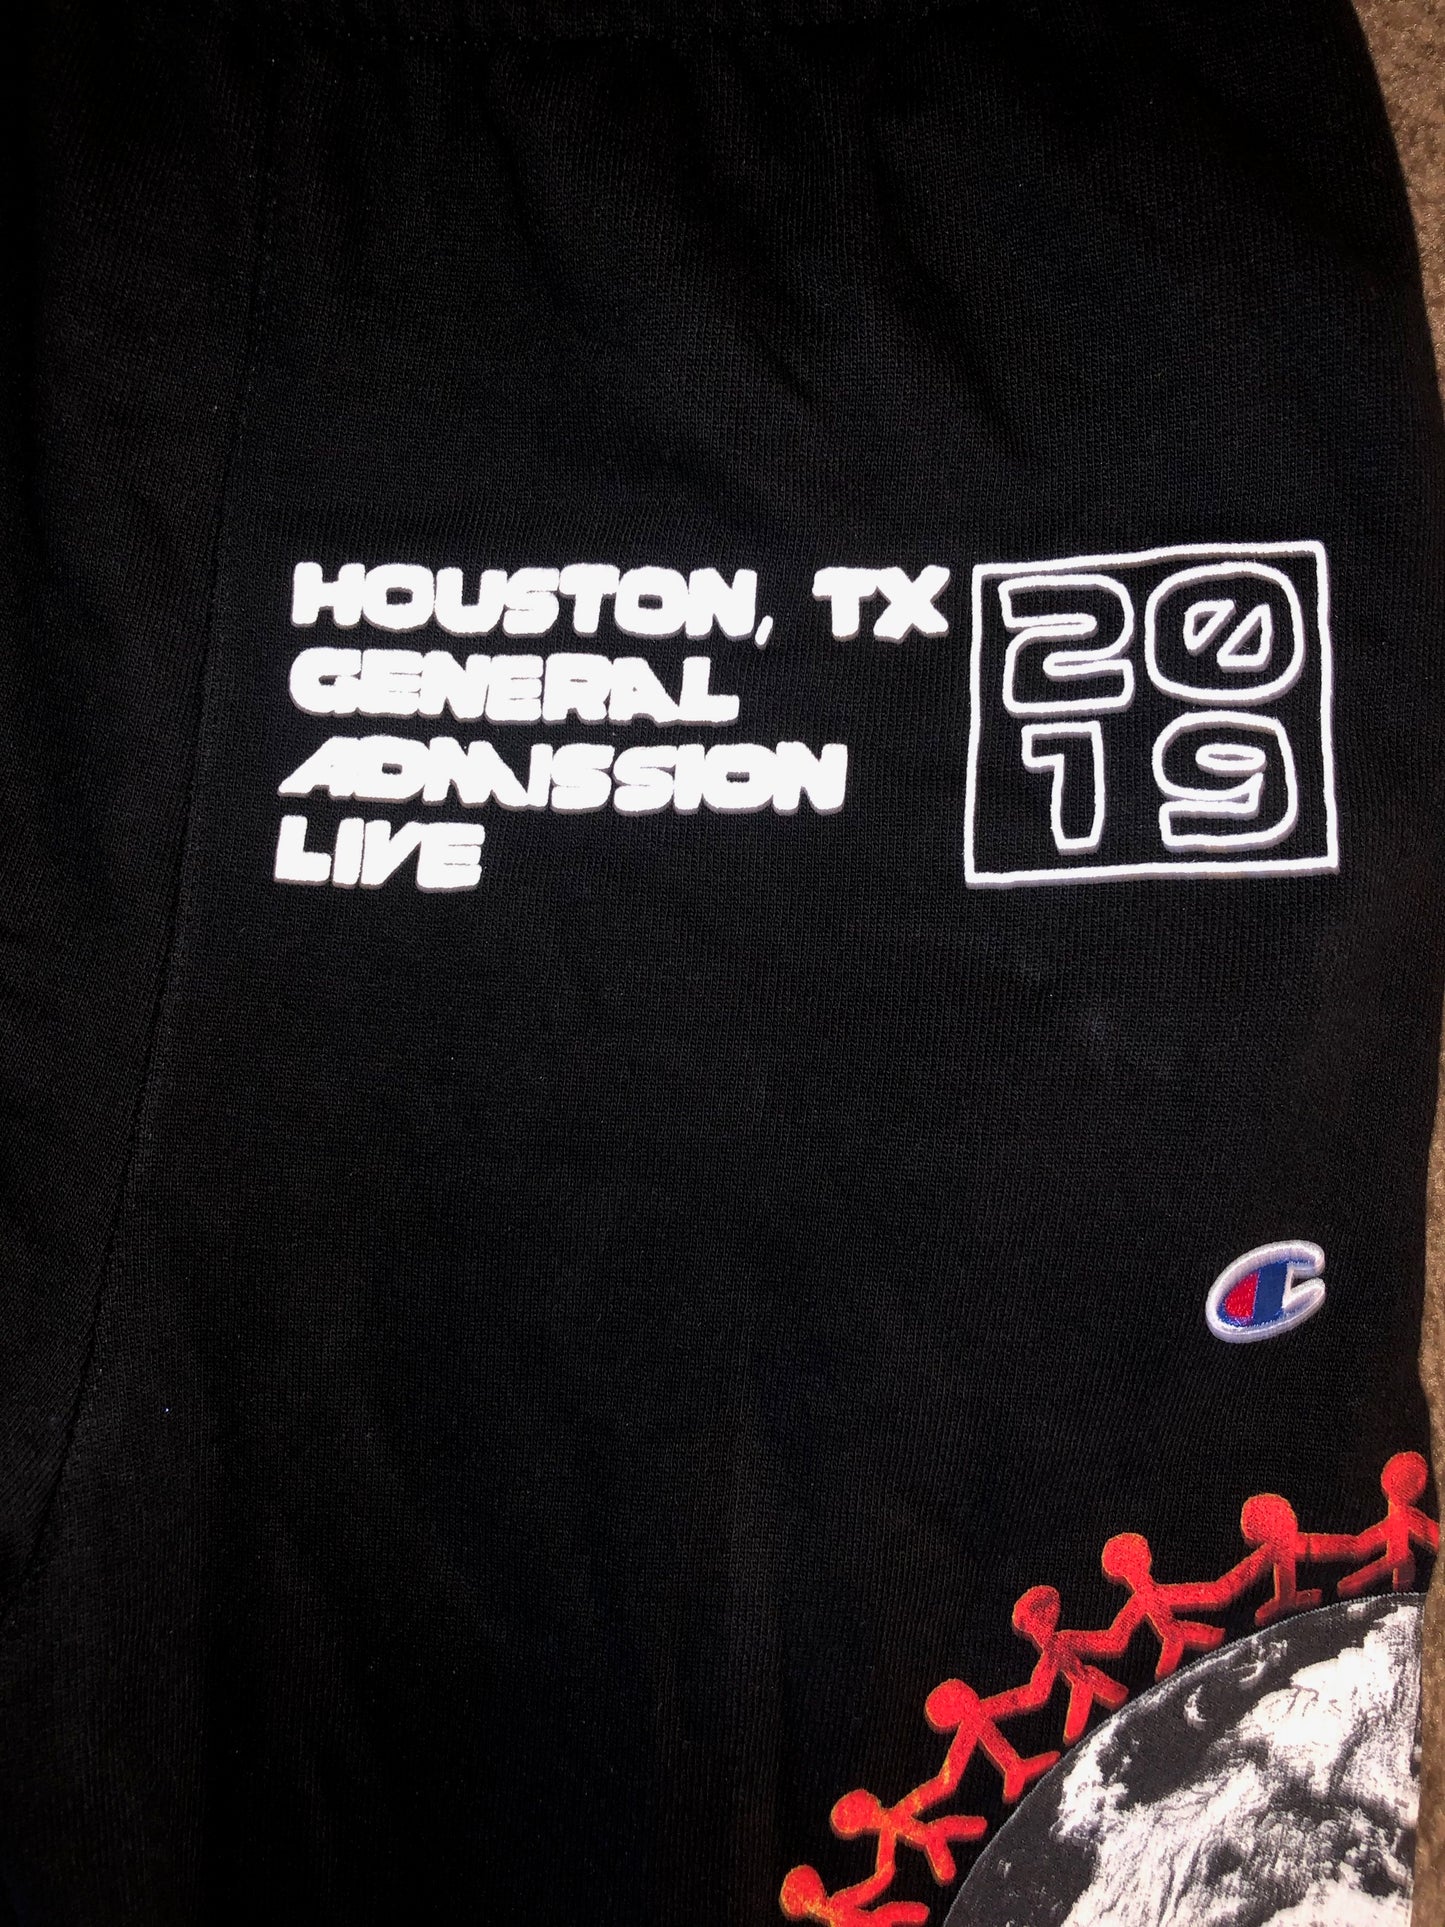 HOUSTON, TX
GENERAL
ADMISSION
LIVE
20
19